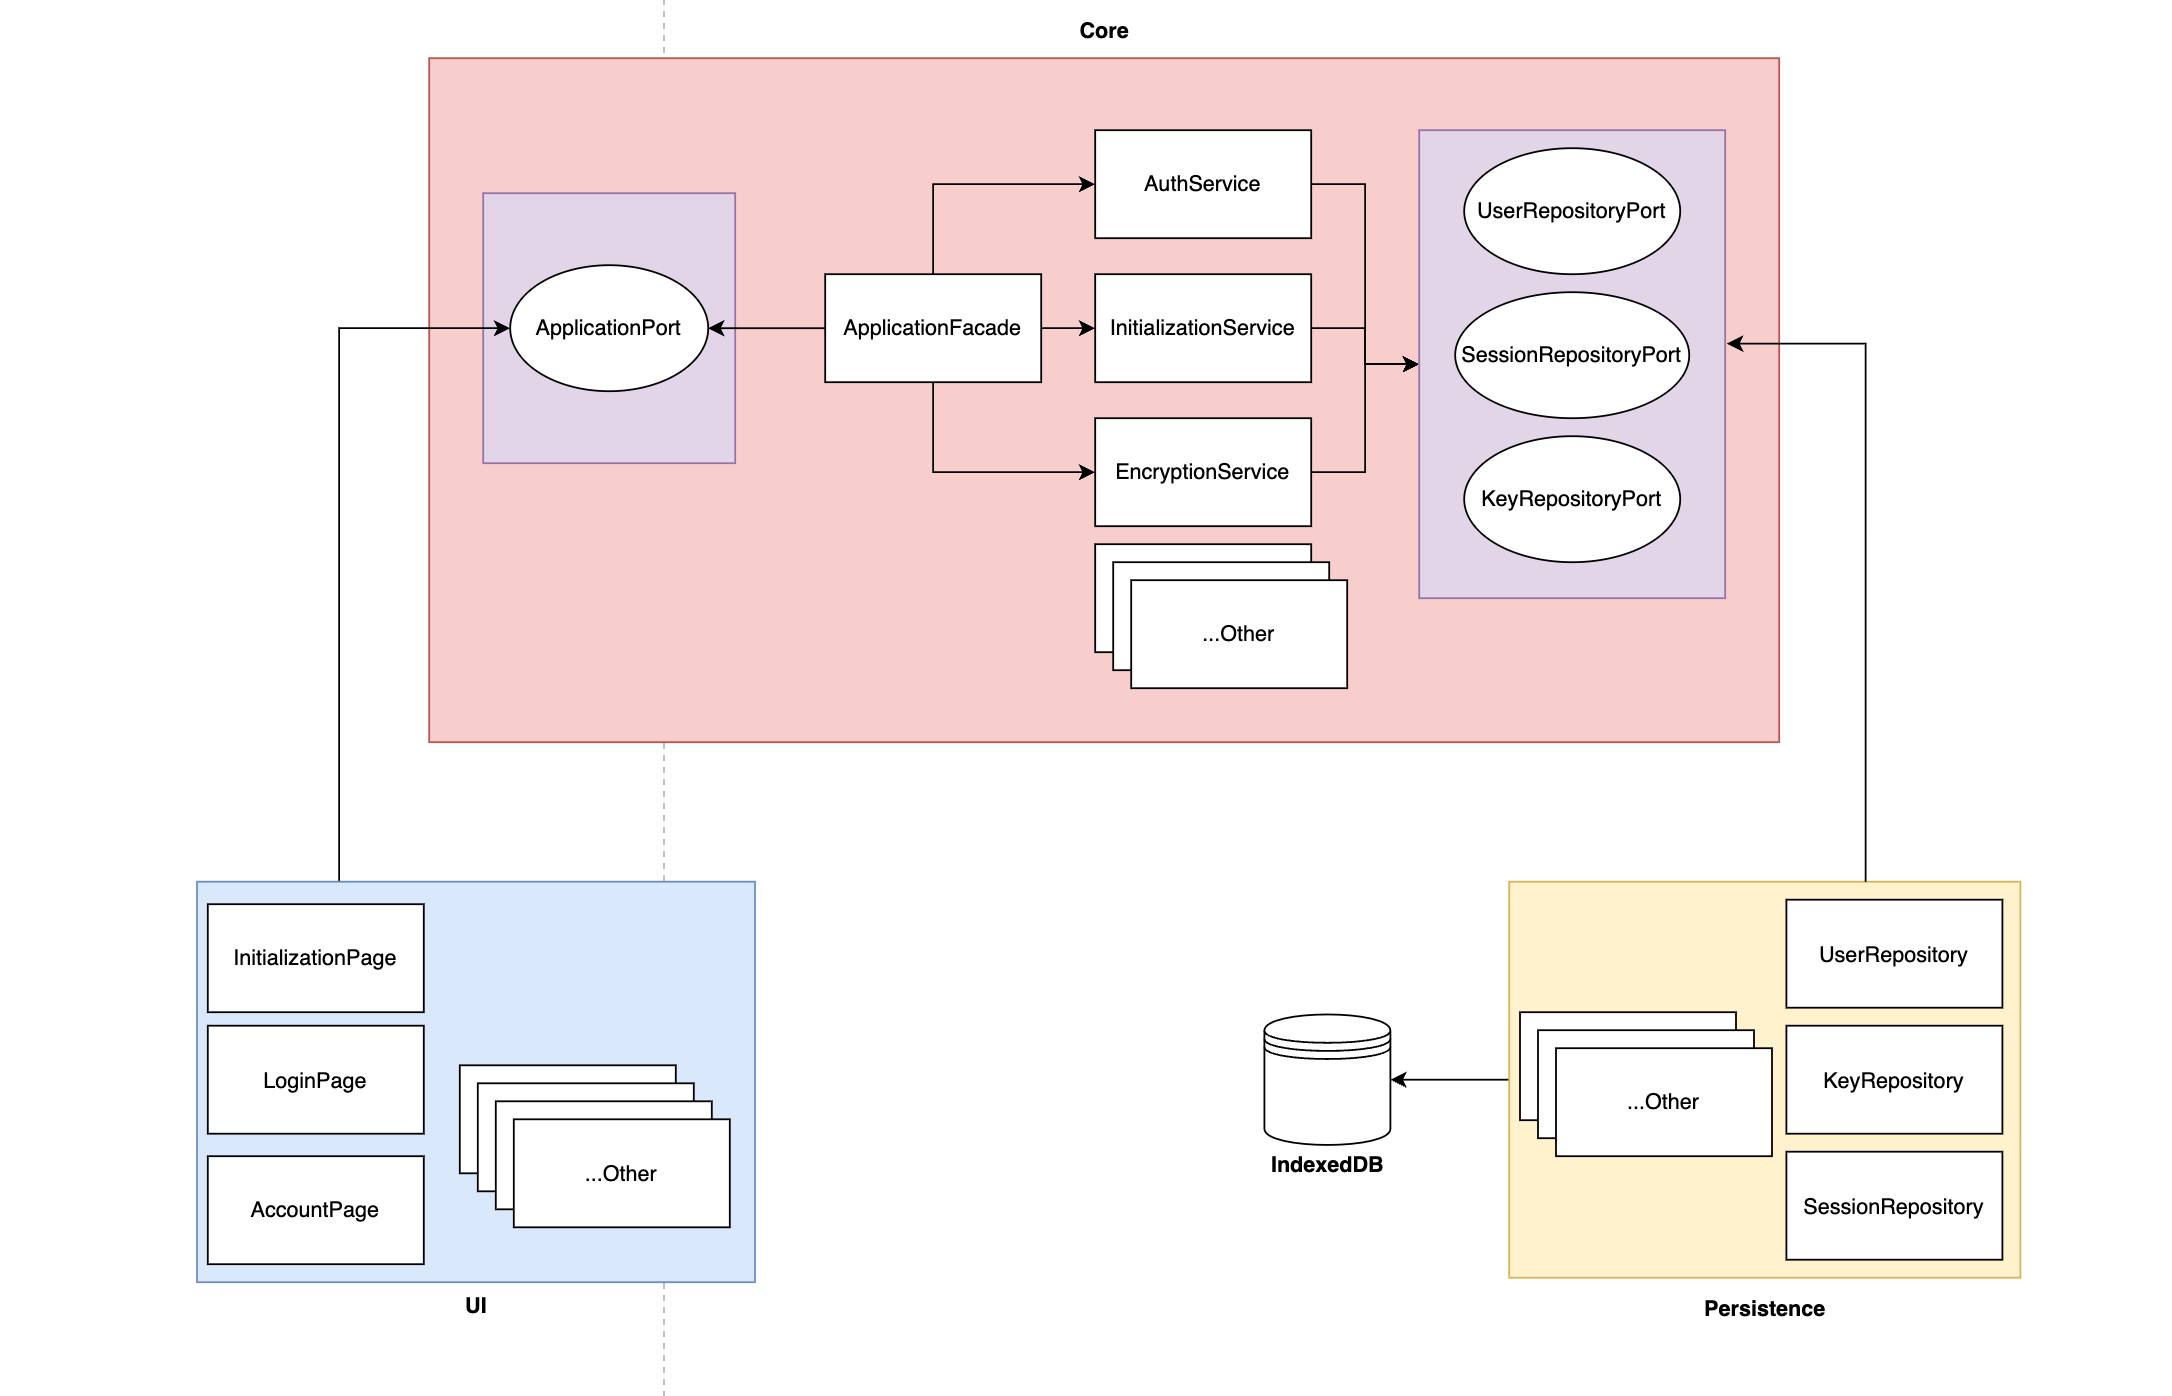 Core
AuthService
UserRepositoryPort
ApplicationPort
ApplicationFacade
InitializationService
SessionRepositoryPort
EncryptionService
KeyRepositoryPort
...Other
InitializationPage
LoginPage
...Other
AccountPage
UI
IndexedDB
UserRepository
...Other
KeyRepository
SessionRepository
Persistence